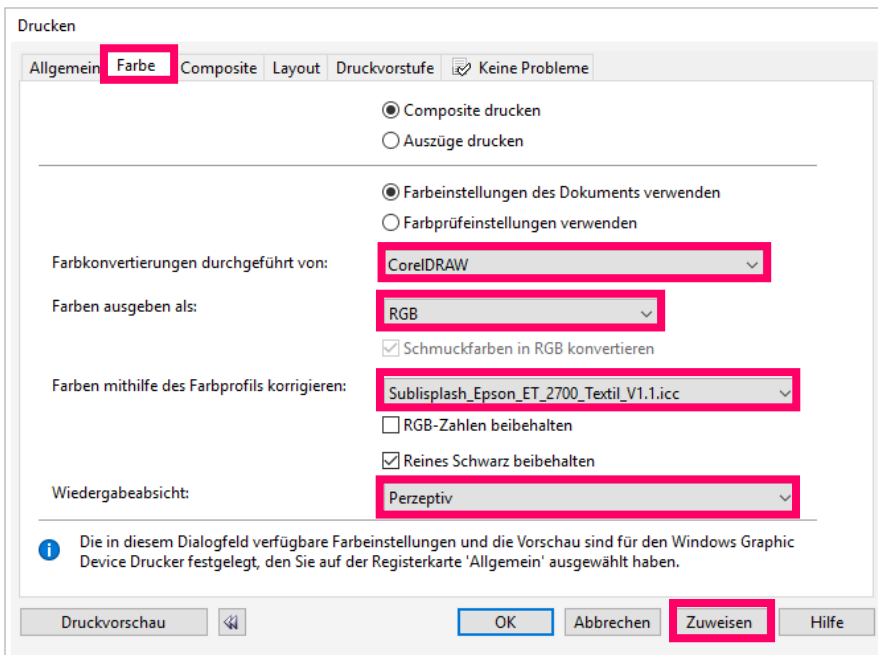 Drucken
Allgemein Farbe Composite Layout Druckvorstufe Keine Probleme
Composite drucken
Auszüge drucken
Farbeinstellungen des Dokuments verwenden
Farbprüfeinstellungen verwenden
Farbkonvertierungen durchgeführt von: CorelDRAW
Farben ausgeben als: RGB
Schmuckfarben in RGB konvertieren
Farben mithilfe des Farbprofils korrigieren: Sublisplash_Epson_ET_2700_Textil_V1.1.icc
RGB-Zahlen beibehalten
Reines Schwarz beibehalten
Wiedergabeabsicht: Perzeptiv
Die in diesem Dialogfeld verfügbare Farbeinstellungen und die Vorschau sind für den Windows Graphic
Device Drucker festgelegt, den Sie auf der Registerkarte 'Allgemein' ausgewählt haben.
Druckvorschau OK Abbrechen Zuweisen Hilfe